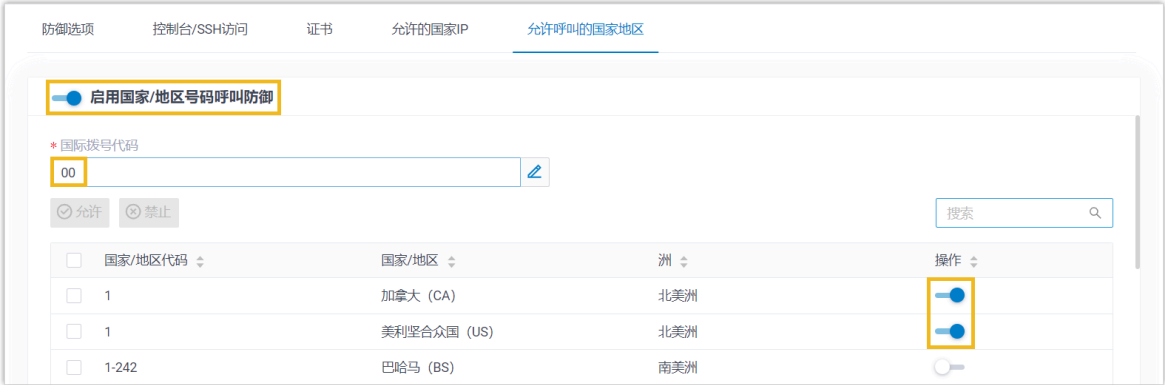 防御选项 控制台/SSH访问 证书 允许的国家IP 允许呼叫的国家地区
启用国家/地区号码呼叫防御
* 国际拨号代码
00
允许 禁止 搜索
国家/地区代码 国家/地区 洲 操作
1 加拿大（CA） 北美洲
1 美利坚合众国（US） 北美洲
1-242 巴哈马（BS） 南美洲